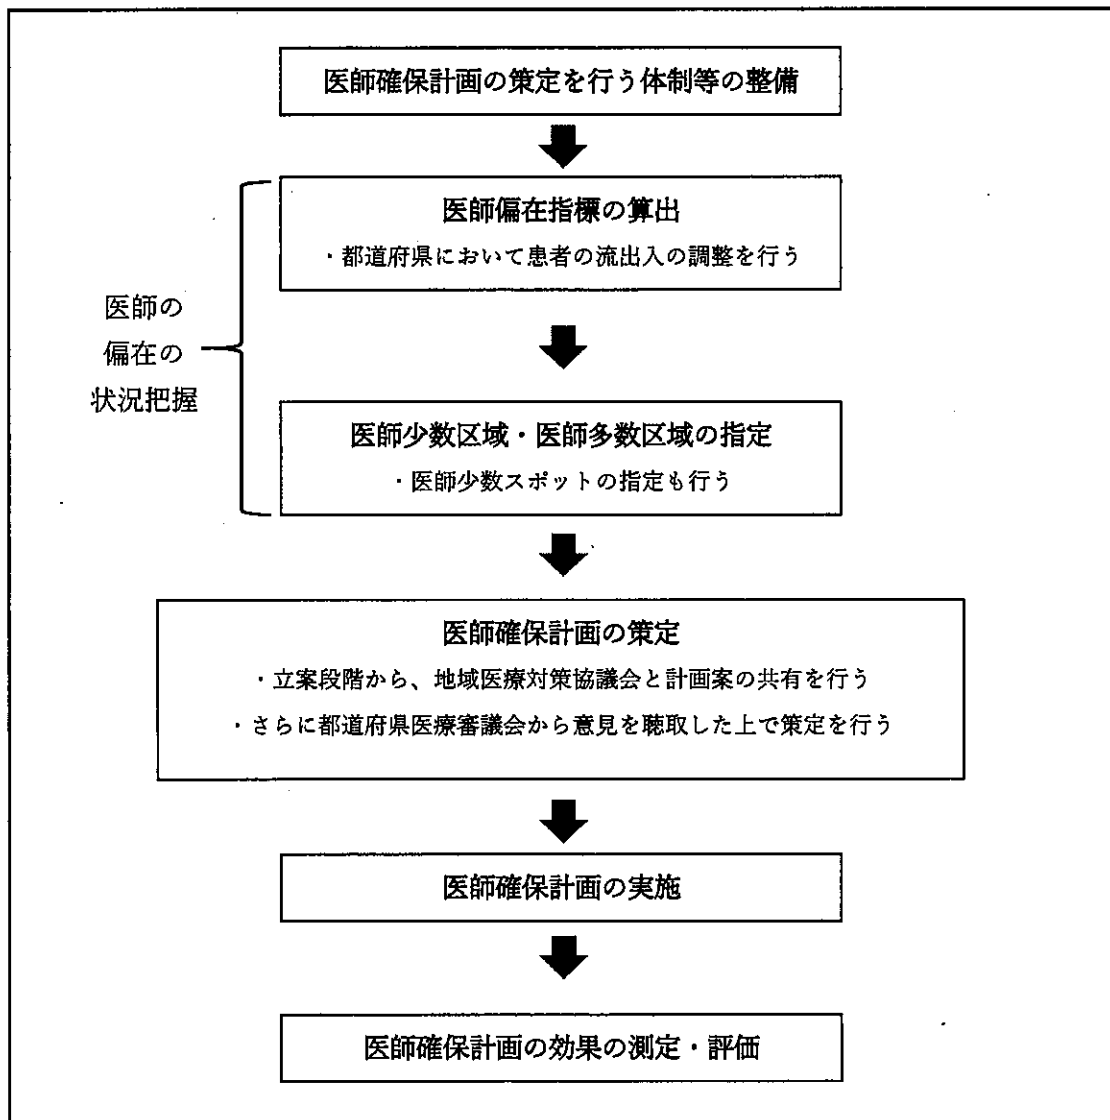 医師確保計画の策定を行う体制等の整備
医師偏在指標の算出
・都道府県において患者の流出入の調整を行う
医師の
偏在の
状況把握
医師少数区域・医師多数区域の指定
・医師少数スポットの指定も行う
医師確保計画の策定
・立案段階から、地域医療対策協議会と計画案の共有を行う
・さらに都道府県医療審議会から意見を聴取した上で策定を行う
医師確保計画の実施
医師確保計画の効果の測定・評価